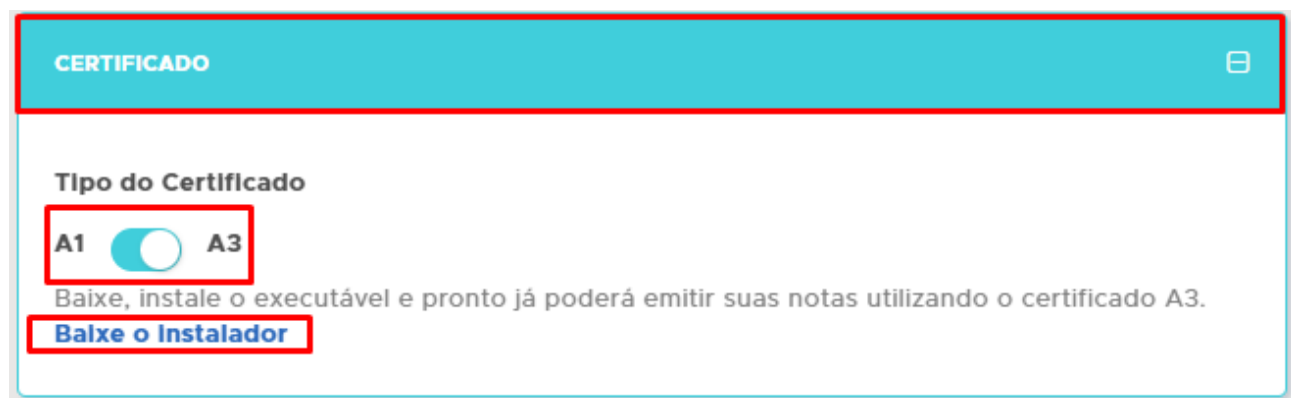 CERTIFICADO
Tipo do Certificado
A1 A3
Baixe, instale o executável e pronto já poderá emitir suas notas utilizando o certificado A3.
Baixe o Instalador